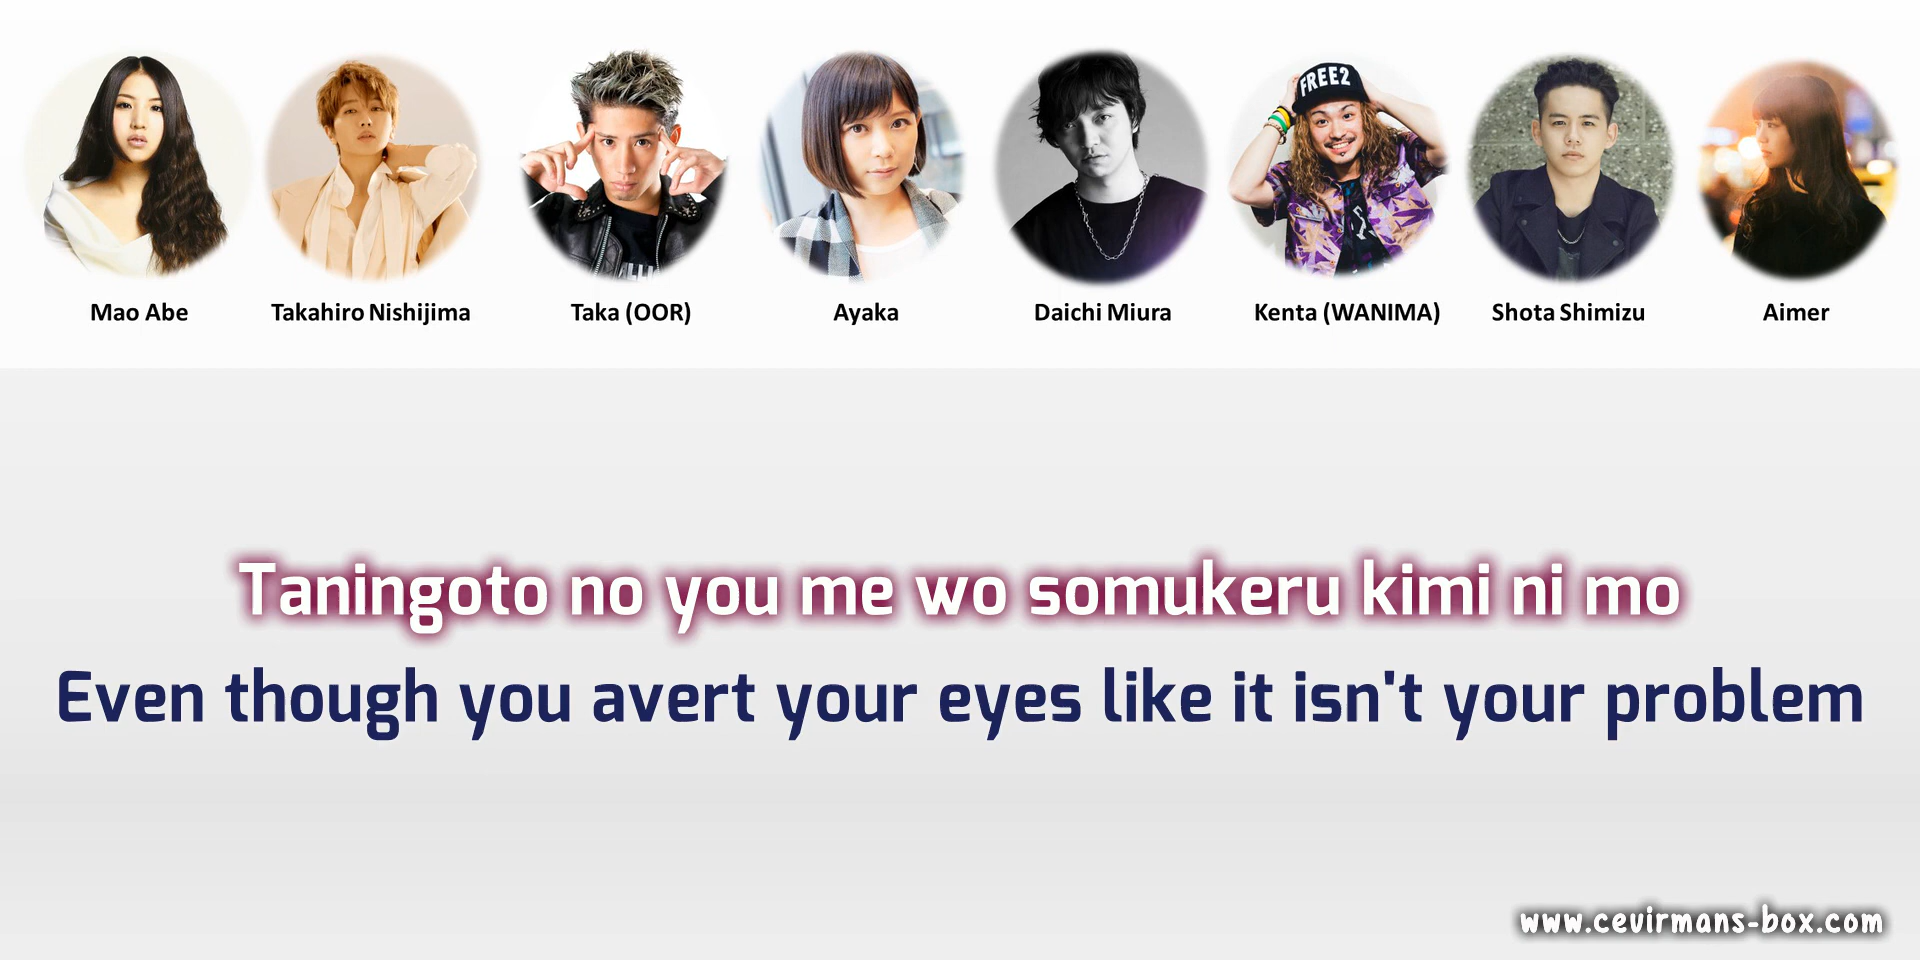 FREE2
Mao Abe
Takahiro Nishijima
Taka (OOR)
Ayaka
Daichi Miura
Kenta (WANIMA)
Shota Shimizu
Aimer
Taningoto no you me wo somukeru kimi ni mo
Even though you avert your eyes like it isn't your problem
www.cevirmans-box.com